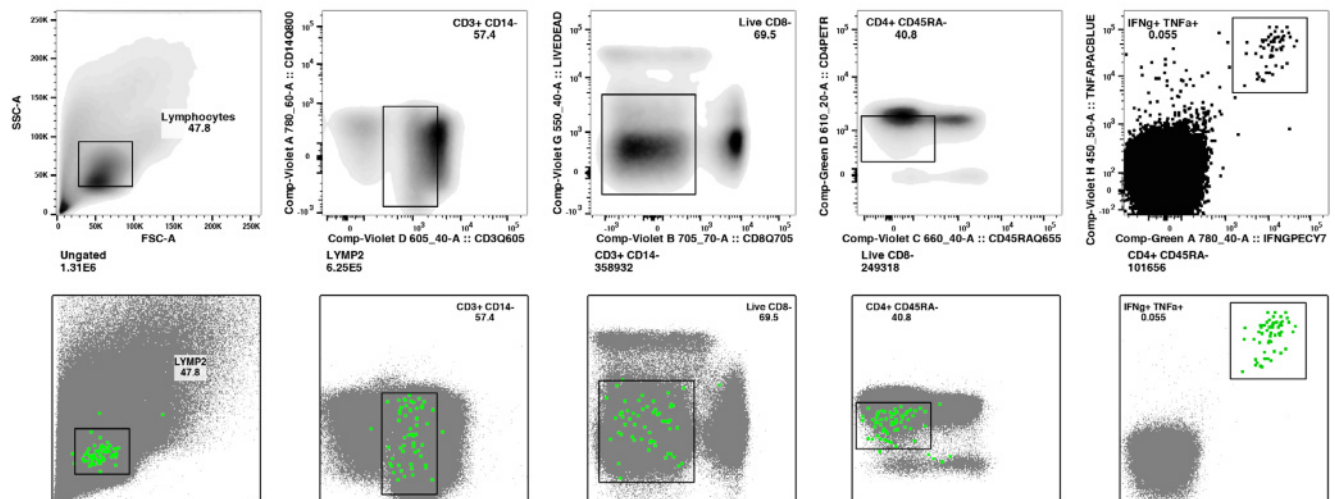 SSC-A
250K
200K
150K
100K
50K
0
0
50K
100K
150K
200K
250K
FSC-A
Lymphocytes
47.8
Ungated
1.31E6
Comp-Violet A 780_60-A :: CD14Q800
CD3+ CD14-
57.4
Comp-Violet D 605_40-A :: CD3Q605
LYMP2
6.25E5
Comp-Violet G 550_40-A :: LIVEDEAD
Live CD8-
69.5
Comp-Violet B 705_70-A :: CD8Q705
CD3+ CD14-
358932
Comp-Green D 610_20-A :: CD4PETR
CD4+ CD45RA-
40.8
Comp-Violet C 660_40-A :: CD45RAQ655
Live CD8-
249318
Comp-Violet H 450_50-A :: TNFAPACBLUE
IFNg+ TNFa+
0.055
Comp-Green A 780_40-A :: IFNGPECY7
CD4+ CD45RA-
101656
LYMP2
47.8
CD3+ CD14-
57.4
Live CD8-
69.5
CD4+ CD45RA-
40.8
IFNg+ TNFa+
0.055